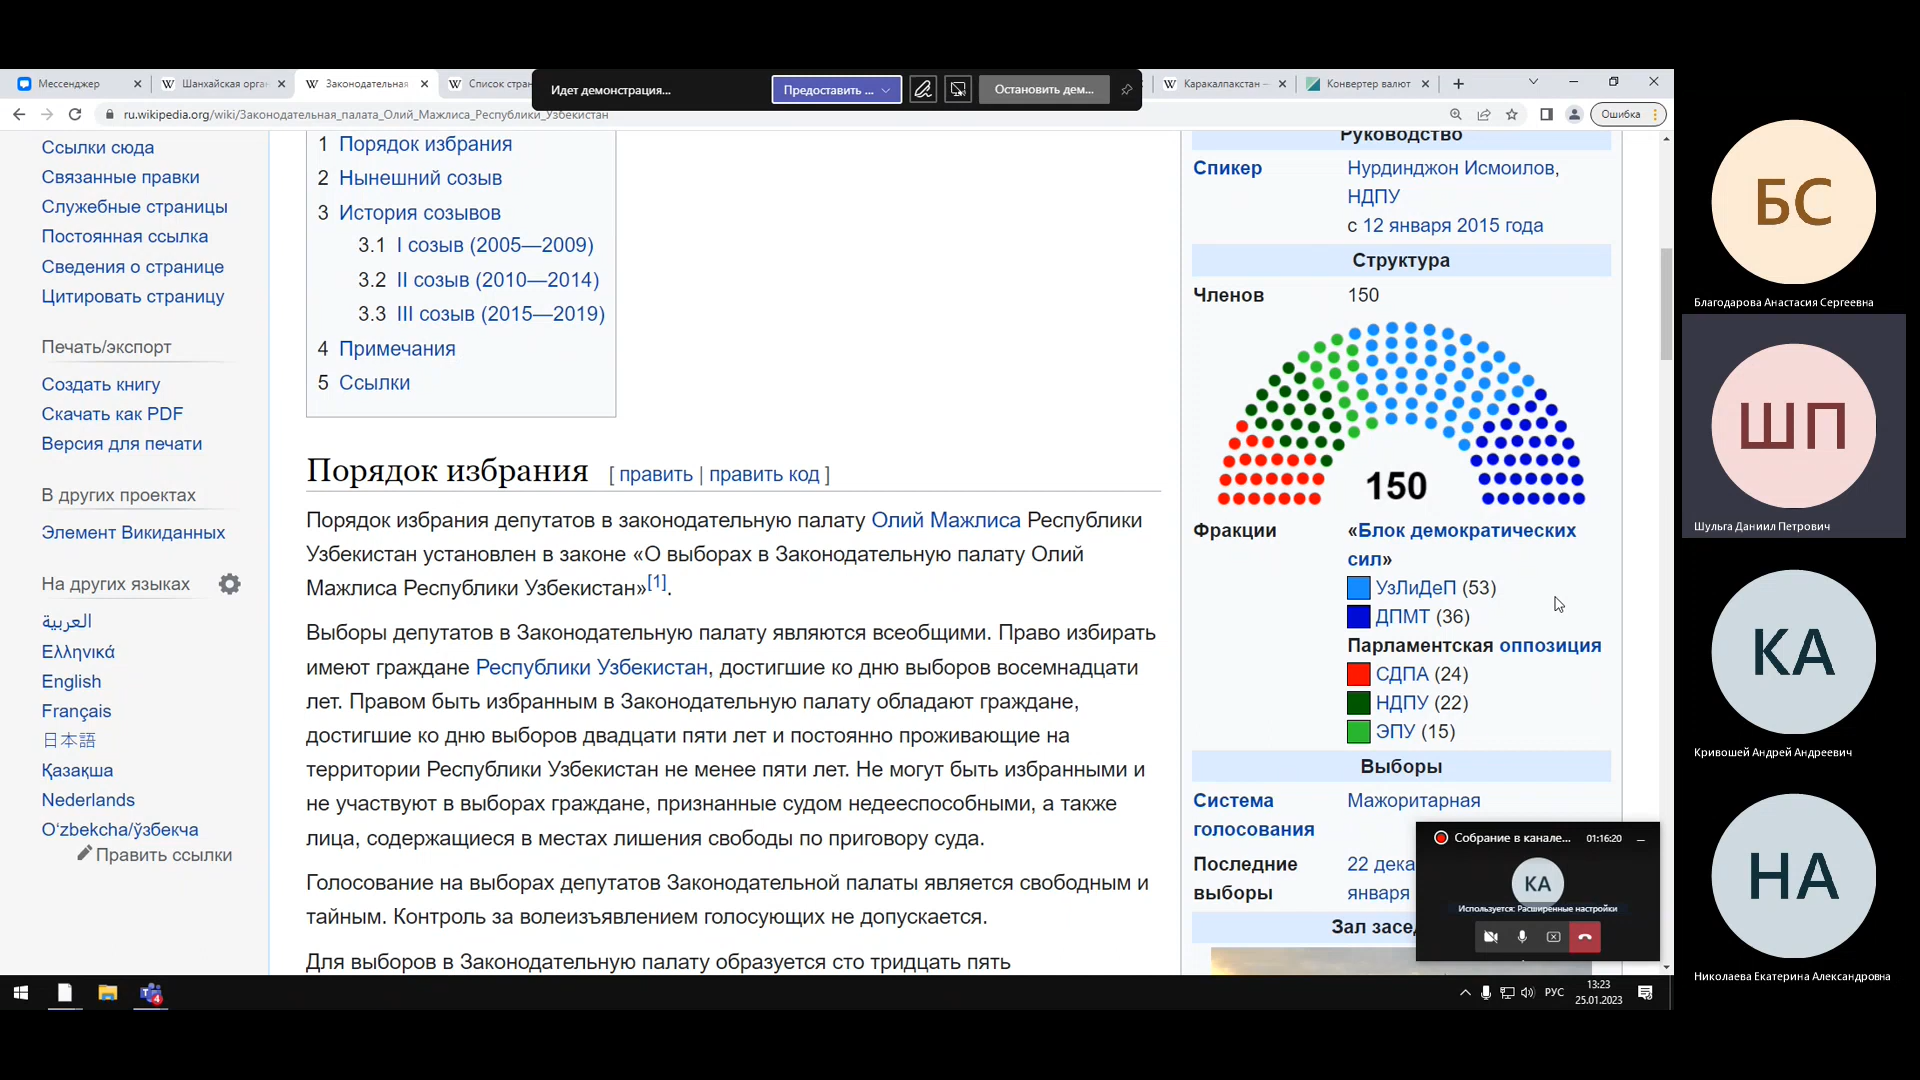 Мессенджер
Шанхайская орга
Законодательная
Список стран
Идет демонстрация...
Предоставить ...
Остановить дем...
Каракалпакстан —
Конвертер валют
ru.wikipedia.org/wiki/Законодательная_палата_Олий_Мажлиса_Республики_Узбекистан
Ошибка
Ссылки сюда
Связанные правки
Служебные страницы
Постоянная ссылка
Сведения о странице
Цитировать страницу
Печать/экспорт
Создать книгу
Скачать как PDF
Версия для печати
В других проектах
Элемент Викиданных
На других языках
العربية
Ελληνικά
English
Français
日本語
Қазақша
Nederlands
Oʻzbekcha/ўзбекча
Править ссылки
1 Порядок избрания
2 Нынешний созыв
3 История созывов
3.1 I созыв (2005—2009)
3.2 II созыв (2010—2014)
3.3 III созыв (2015—2019)
4 Примечания
5 Ссылки
Порядок избрания [ править | править код ]
Порядок избрания депутатов в законодательную палату Олий Мажлиса Республики
Узбекистан установлен в законе «О выборах в Законодательную палату Олий
Мажлиса Республики Узбекистан»[1].
Выборы депутатов в Законодательную палату являются всеобщими. Право избирать
имеют граждане Республики Узбекистан, достигшие ко дню выборов восемнадцати
лет. Правом быть избранным в Законодательную палату обладают граждане,
достигшие ко дню выборов двадцати пяти лет и постоянно проживающие на
территории Республики Узбекистан не менее пяти лет. Не могут быть избранными и
не участвуют в выборах граждане, признанные судом недееспособными, а также
лица, содержащиеся в местах лишения свободы по приговору суда.
Голосование на выборах депутатов Законодательной палаты является свободным и
тайным. Контроль за волеизъявлением голосующих не допускается.
Для выборов в Законодательную палату образуется сто тридцать пять
Руководство
Спикер Нурдинджон Исмоилов,
НДПУ
с 12 января 2015 года
Структура
Членов 150
150
Фракции «Блок демократических
сил»
УзЛиДеП (53)
ДПМТ (36)
Парламентская оппозиция
СДПА (24)
НДПУ (22)
ЭПУ (15)
Выборы
Система Мажоритарная
голосования
Последние 22 дека
выборы января
Зал засед
Собрание в канале... 01:16:20
КА
Используется: Расширенные настройки
РУС
13:23
25.01.2023
4
БС
Благодарова Анастасия Сергеевна
ШП
Шульга Даниил Петрович
КА
Кривошей Андрей Андреевич
НА
Николаева Екатерина Александровна